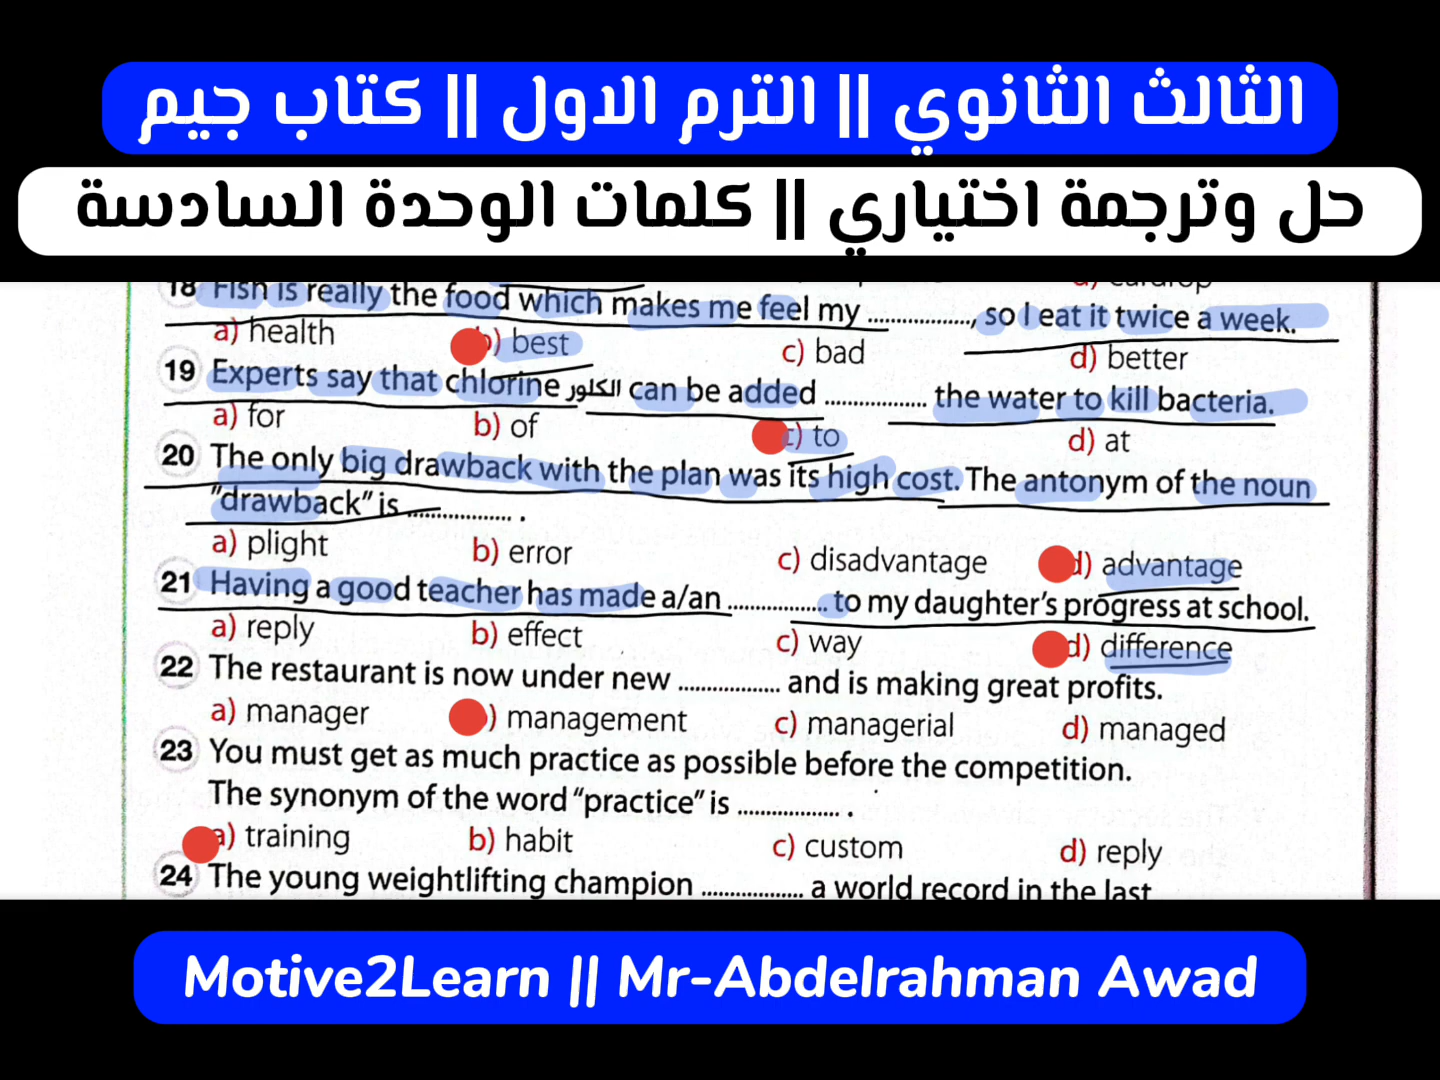 الثالث الثانوي || الترم الاول || كتاب جيم
حل وترجمة اختياري || كلمات الوحدة السادسة
18 Fish is really the food which makes me feel my .................., so I eat it twice a week.
a) health b) best c) bad d) better
19 Experts say that chlorine الكلور can be added .................. the water to kill bacteria.
a) for b) of c) to d) at
20 The only big drawback with the plan was its high cost. The antonym of the noun
"drawback" is .................. .
a) plight b) error c) disadvantage d) advantage
21 Having a good teacher has made a/an .................. to my daughter's progress at school.
a) reply b) effect c) way d) difference
22 The restaurant is now under new .................. and is making great profits.
a) manager ) management c) managerial d) managed
23 You must get as much practice as possible before the competition.
The synonym of the word "practice" is .................. .
a) training b) habit c) custom d) reply
24 The young weightlifting champion .................. a world record in the last
Motive2Learn || Mr-Abdelrahman Awad